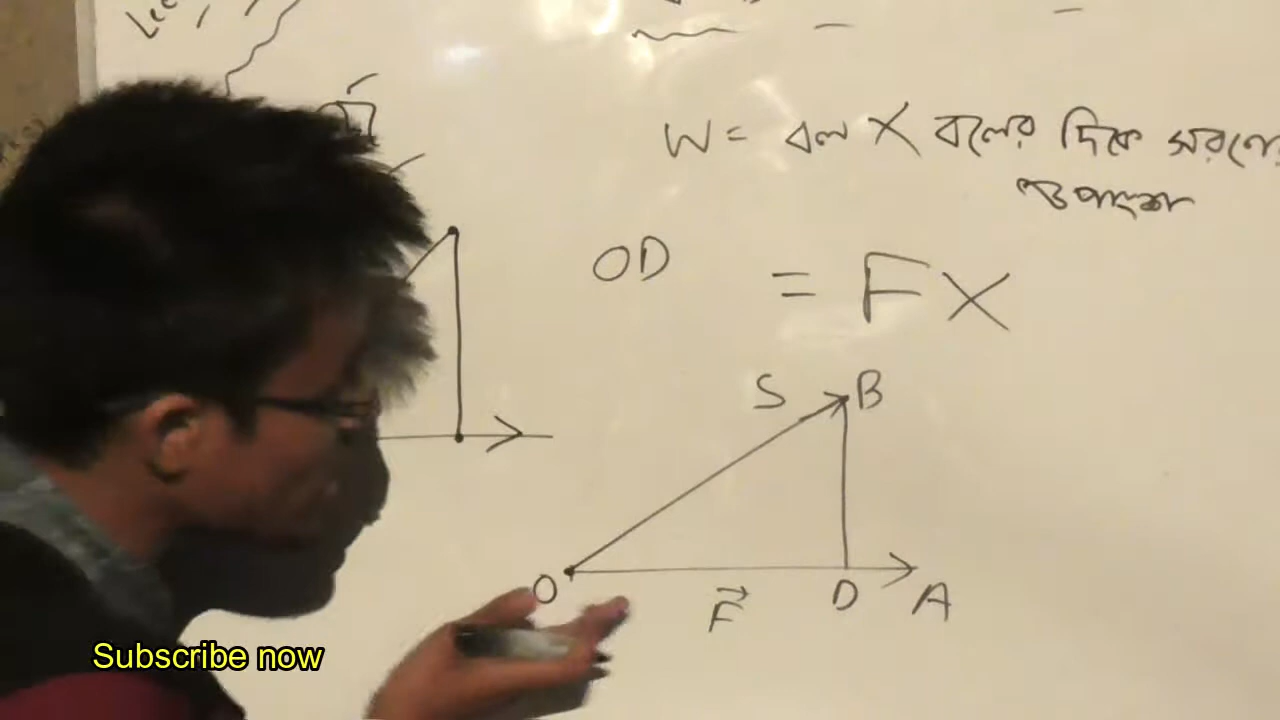 W = বল X বলের দিকে সরণের
উপাংশ
OD
= F X
S B
O F⃗ D A
Subscribe now